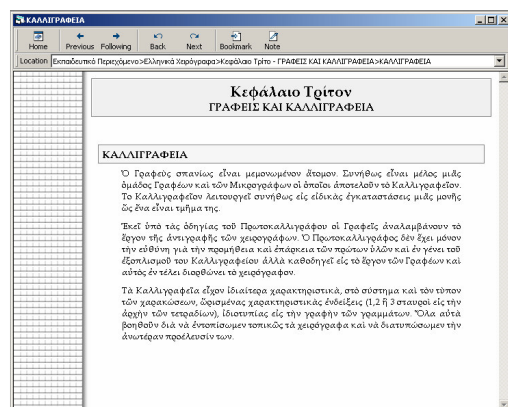 ΚΑΛΛΙΓΡΑΦΕΙΑ
Home Previous Following Back Next Bookmark Note
Location Εκπαιδευτικό Περιεχόμενο>Ελληνικά Χειρόγραφα>Κεφάλαιο Τρίτο - ΓΡΑΦΕΙΣ ΚΑΙ ΚΑΛΛΙΓΡΑΦΕΙΑ>ΚΑΛΛΙΓΡΑΦΕΙΑ
Κεφάλαιο Τρίτον
ΓΡΑΦΕΙΣ ΚΑΙ ΚΑΛΛΙΓΡΑΦΕΙΑ
ΚΑΛΛΙΓΡΑΦΕΙΑ
Ὁ Γραφεὺς σπανίως εἶναι μεμονωμένον ἄτομον. Συνήθως εἶναι μέλος μιᾶς
ὁμάδος Γραφέων καὶ τῶν Μικρογράφων οἱ ὁποῖοι ἀποτελοῦν τὸ Καλλιγραφεῖον.
Το Καλλιγραφεῖον λειτουργεῖ συνήθως εἰς εἰδικὰς ἐγκαταστάσεις μιᾶς μονῆς
ὡς ἕνα εἶναι τμῆμα της.
Ἐκεῖ ὑπὸ τὰς ὁδηγίας τοῦ Πρωτοκαλλιγράφου οἱ Γραφεῖς ἀναλαμβάνουν τὸ
ἔργον τῆς ἀντιγραφῆς τῶν χειρογράφων. Ὁ Πρωτοκαλλιγράφος δὲν ἔχει μόνον
τὴν εὐθύνη γιὰ τὴν προμήθεια καὶ ἐπάρκεια τῶν πρώτων ὑλῶν καὶ ἐν γένει τοῦ
ἐξοπλισμοῦ του Καλλιγραφείου ἀλλὰ καθοδηγεῖ εἰς τὸ ἔργον τῶν Γραφέων καὶ
αὐτὸς ἐν τέλει διορθώνει τὸ χειρόγραφον.
Τὰ Καλλιγραφεῖα εἶχον ἰδιαίτερα χαρακτηριστικὰ, στὸ σύστημα καὶ τὸν τύπον
τῶν χαρακώσεων, ὡρισμένας χαρακτηριστικὰς ἐνδείξεις (1,2 ἢ 3 σταυροὶ εἰς τὴν
ἀρχὴν τῶν τετραδίων), ἰδιοτυπίας εἰς τὴν γραφὴν τῶν γραμμάτων. Ὅλα αὐτὰ
βοηθοῦν διὰ νὰ ἐντοπίσωμεν τοπικῶς τὰ χειρόγραφα καὶ νὰ διατυπώσωμεν τὴν
ἀνωτέραν προέλευσίν των.